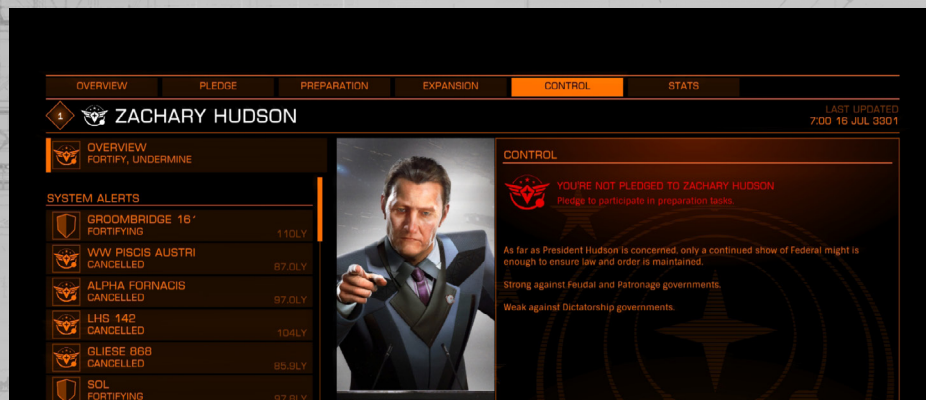 OVERVIEW PLEDGE PREPARATION EXPANSION CONTROL STATS
1 ZACHARY HUDSON
LAST UPDATED
7:00 16 JUL 3301
OVERVIEW
FORTIFY, UNDERMINE
SYSTEM ALERTS
GROOMBRIDGE 16
FORTIFYING 110LY
WW PISCIS AUSTRI
CANCELLED 87.0LY
ALPHA FORNACIS
CANCELLED 97.0LY
LHS 142
CANCELLED 104LY
GLIESE 868
CANCELLED 85.9LY
SOL
FORTIFYING 97.9LY
CONTROL
YOU'RE NOT PLEDGED TO ZACHARY HUDSON
Pledge to participate in preparation tasks.
As far as President Hudson is concerned, only a continued show of Federal might is
enough to ensure law and order is maintained.
Strong against Feudal and Patronage governments.
Weak against Dictatorship governments.